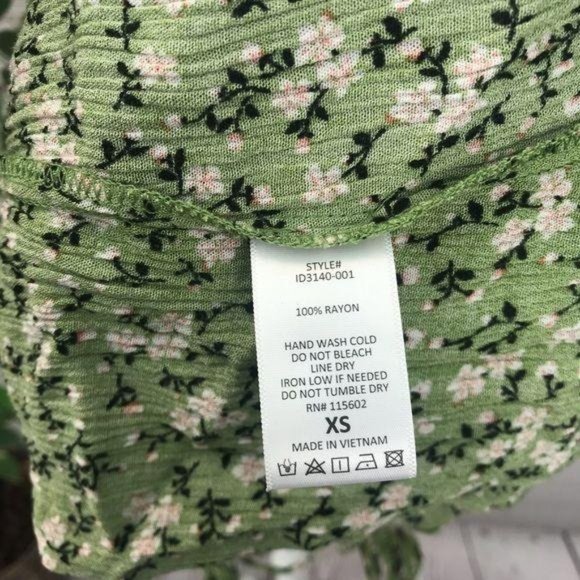 STYLE#
ID3140-001
100% RAYON
HAND WASH COLD
DO NOT BLEACH
LINE DRY
IRON LOW IF NEEDED
DO NOT TUMBLE DRY
RN# 115602
XS
MADE IN VIETNAM